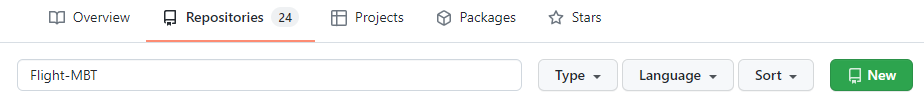 Overview Repositories 24 Projects Packages Stars
Flight-MBT Type Language Sort New